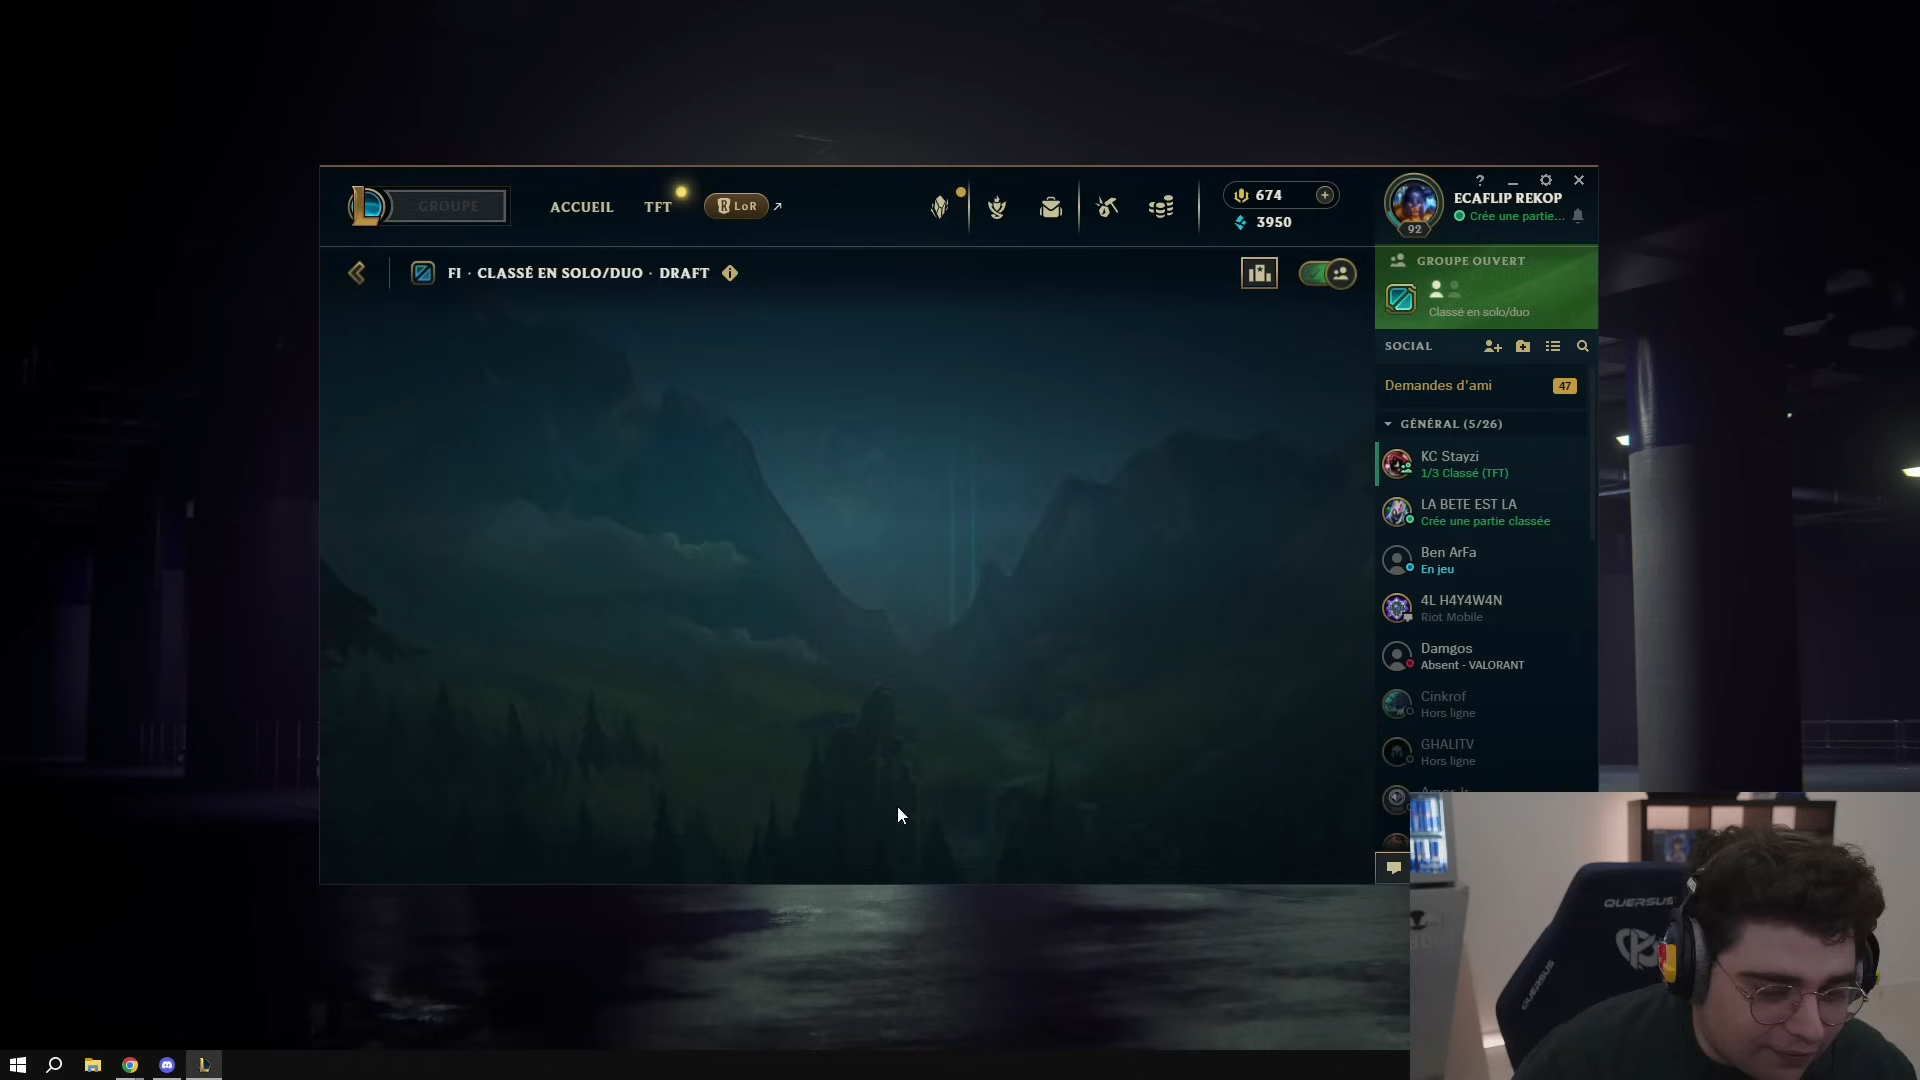 GROUPE
ACCUEIL
TFT
LoR
674
3950
ECAFLIP REKOP
Crée une partie...
92
FI · CLASSÉ EN SOLO/DUO · DRAFT
GROUPE OUVERT
Classé en solo/duo
SOCIAL
Demandes d'ami
47
GÉNÉRAL (5/26)
KC Stayzi
1/3 Classé (TFT)
LA BETE EST LA
Crée une partie classée
Ben ArFa
En jeu
4L H4Y4W4N
Riot Mobile
Damgos
Absent - VALORANT
Cinkrof
Hors ligne
GHALITV
Hors ligne
QUERSUS
QUERSUS